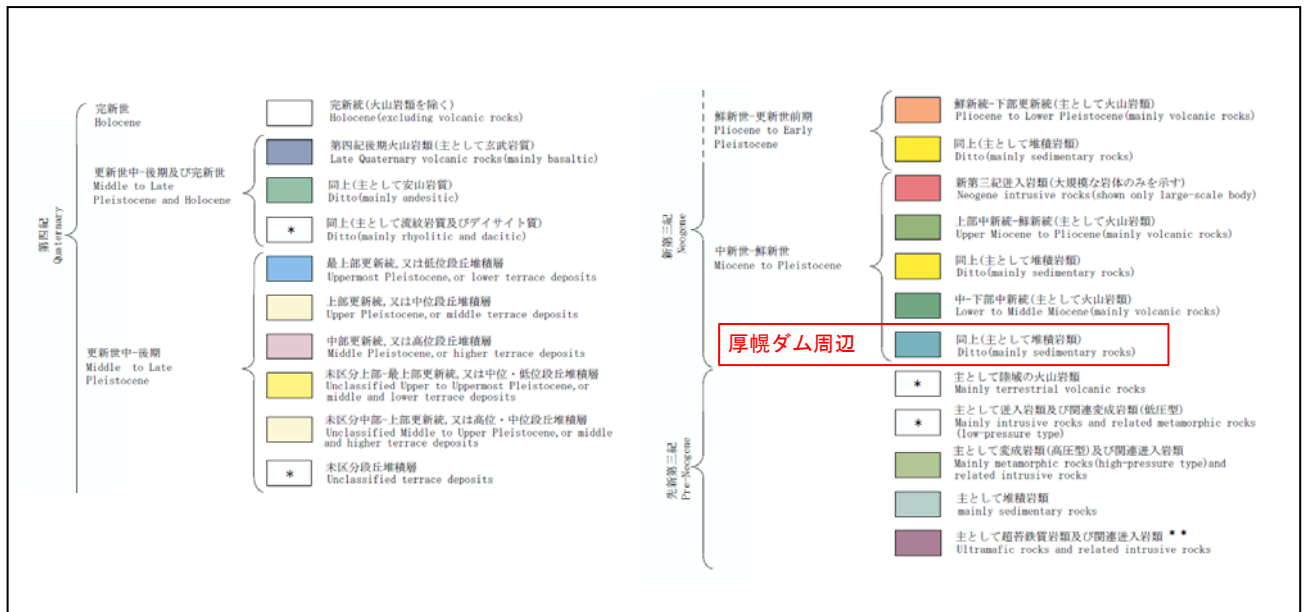 第四紀
Quaternary
完新世
Holocene
完新統(火山岩類を除く)
Holocene(excluding volcanic rocks)
更新世中-後期及び完新世
Middle to Late
Pleistocene and Holocene
第四紀後期火山岩類(主として玄武岩質)
Late Quaternary volcanic rocks(mainly basaltic)
同上(主として安山岩質)
Ditto(mainly andesitic)
*
同上(主として流紋岩質及びデイサイト質)
Ditto(mainly rhyolitic and dacitic)
更新世中-後期
Middle to Late
Pleistocene
最上部更新統,又は低位段丘堆積層
Uppermost Pleistocene,or lower terrace deposits
上部更新統,又は中位段丘堆積層
Upper Pleistocene,or middle terrace deposits
中部更新統,又は高位段丘堆積層
Middle Pleistocene,or higher terrace deposits
未区分上部-最上部更新統,又は中位・低位段丘堆積層
Unclassified Upper to Uppermost Pleistocene,or
middle and lower terrace deposits
未区分中部-上部更新統,又は高位・中位段丘堆積層
Unclassified Middle to Upper Pleistocene,or middle
and higher terrace deposits
*
未区分段丘堆積層
Unclassified terrace deposits
新第三紀
Neogene
鮮新世-更新世前期
Pliocene to Early
Pleistocene
鮮新統-下部更新統(主として火山岩類)
Pliocene to Lower Pleistocene(mainly volcanic rocks)
同上(主として堆積岩類)
Ditto(mainly sedimentary rocks)
中新世-鮮新世
Miocene to Pleistocene
新第三紀迸入岩類(大規模な岩体のみを示す)
Neogene intrusive rocks(shown only large-scale body)
上部中新統-鮮新統(主として火山岩類)
Upper Miocene to Pliocene(mainly volcanic rocks)
同上(主として堆積岩類)
Ditto(mainly sedimentary rocks)
中-下部中新統(主として火山岩類)
Lower to Middle Miocene(mainly volcanic rocks)
厚幌ダム周辺
同上(主として堆積岩類)
Ditto(mainly sedimentary rocks)
先新第三紀
Pre-Neogene
*
主として陸域の火山岩類
Mainly terrestrial volcanic rocks
*
主として迸入岩類及び関連変成岩類(低圧型)
Mainly intrusive rocks and related metamorphic rocks
(low-pressure type)
主として変成岩類(高圧型)及び関連迸入岩類
Mainly metamorphic rocks(high-pressure type)and
related intrusive rocks
主として堆積岩類
mainly sedimentary rocks
主として超苦鉄質岩類及び関連迸入岩類 **
Ultramafic rocks and related intrusive rocks